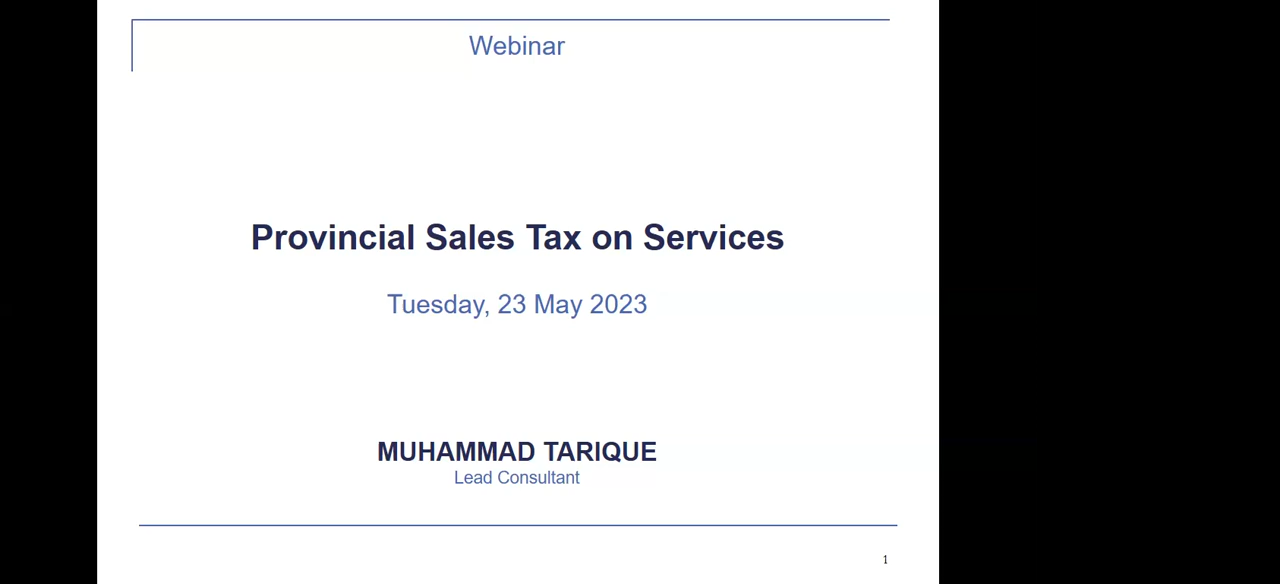 Webinar
Provincial Sales Tax on Services
Tuesday, 23 May 2023
MUHAMMAD TARIQUE
Lead Consultant
1